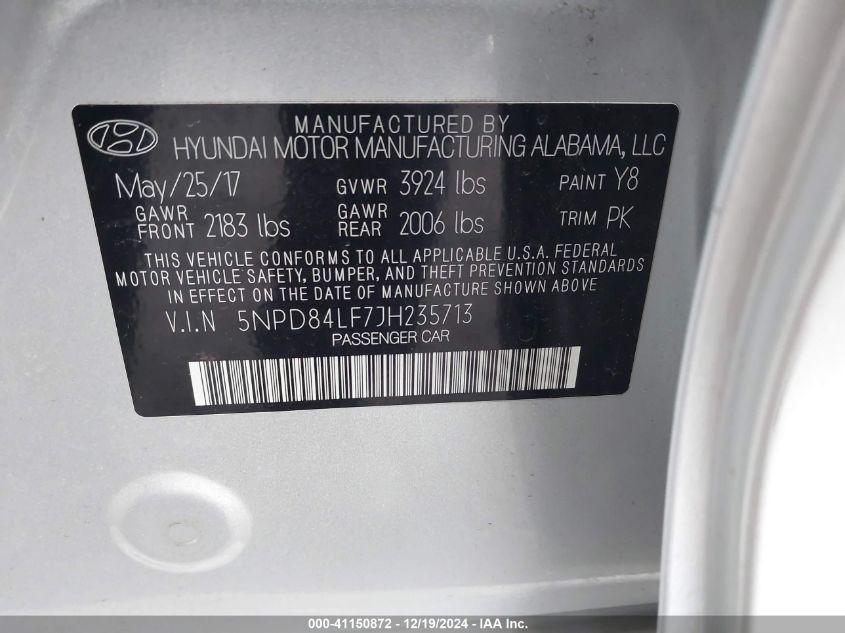 MANUFACTURED BY
HYUNDAI MOTOR MANUFACTURING ALABAMA, LLC
May/25/17 GVWR 3924 lbs PAINT Y8
GAWR FRONT 2183 lbs GAWR REAR 2006 lbs TRIM PK
THIS VEHICLE CONFORMS TO ALL APPLICABLE U.S.A. FEDERAL
MOTOR VEHICLE SAFETY, BUMPER, AND THEFT PREVENTION STANDARDS
IN EFFECT ON THE DATE OF MANUFACTURE SHOWN ABOVE
V.I.N 5NPD84LF7JH235713
PASSENGER CAR
000-41150872 - 12/19/2024 - IAA Inc.